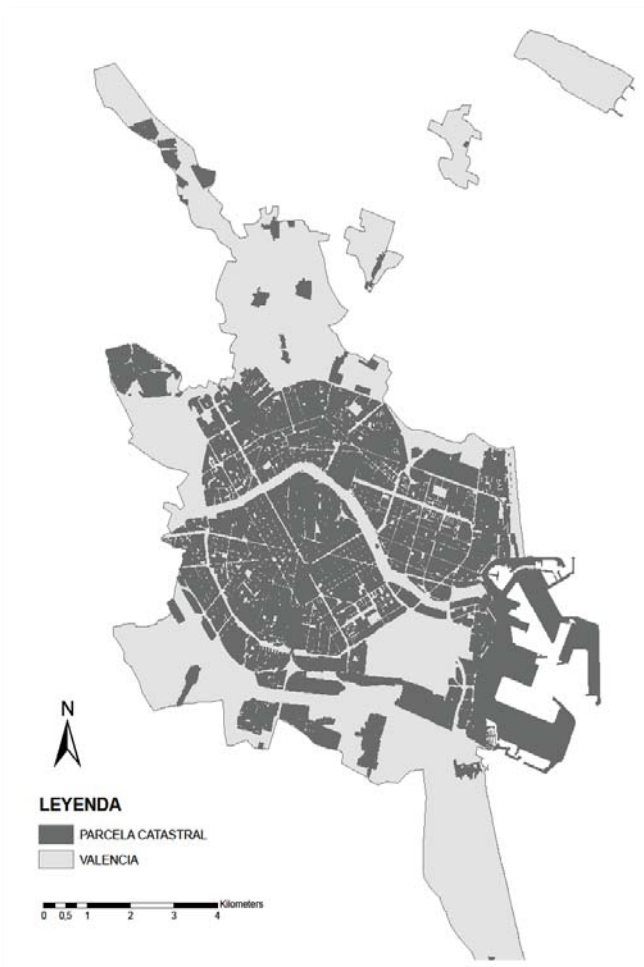 N
LEYENDA
PARCELA CATASTRAL
VALENCIA
Kilometers
0 0,5 1 2 3 4